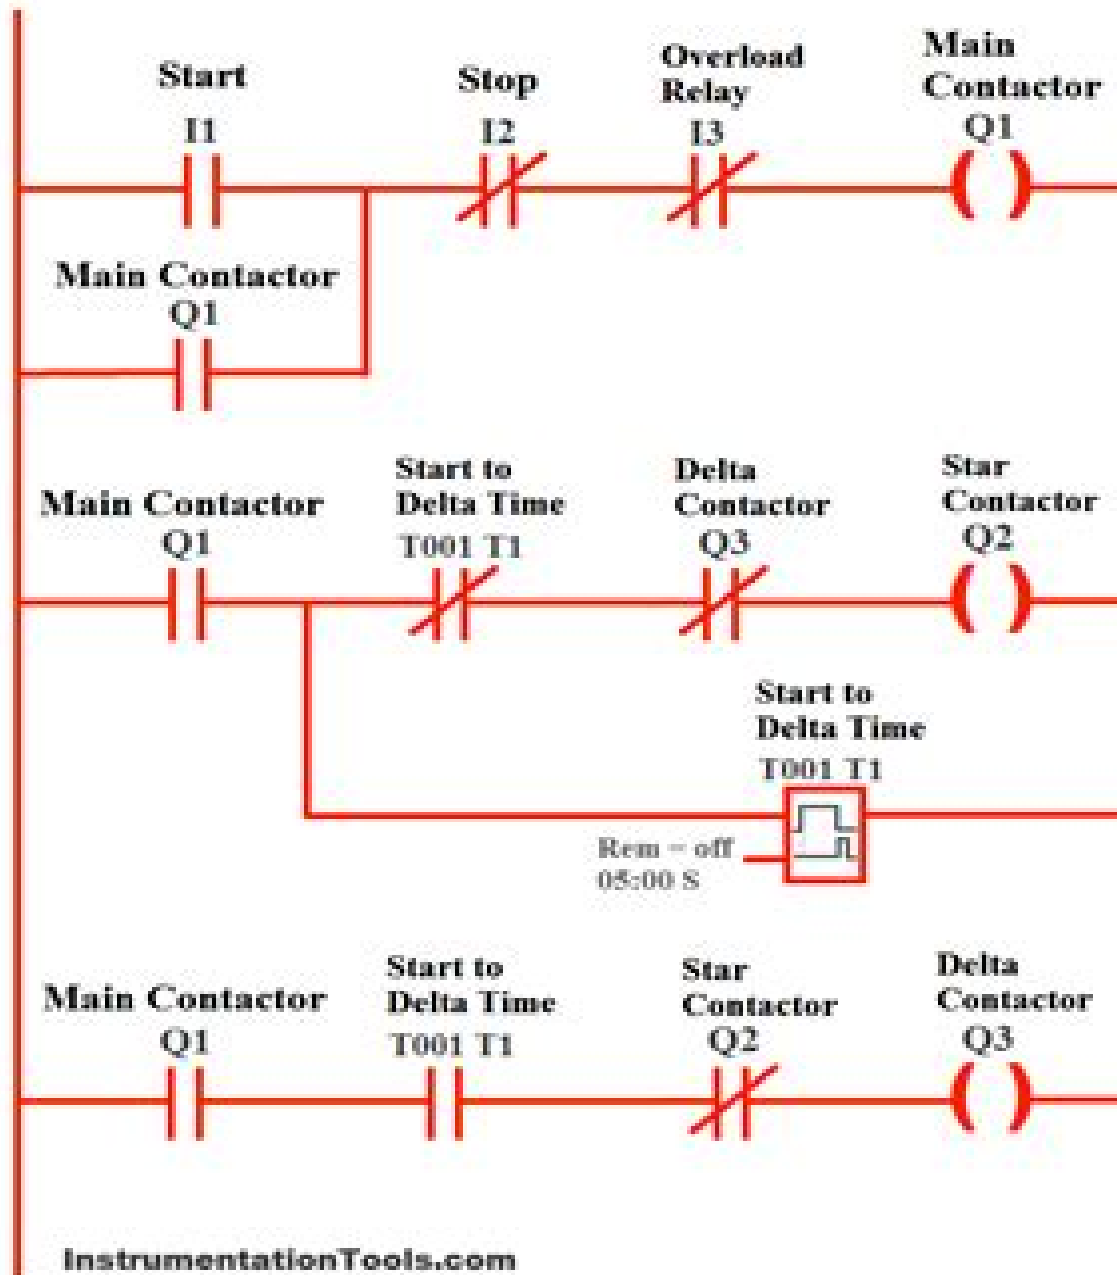 Start
Stop
Overload
Relay
Main
Contactor
I1
I2
I3
Q1
Main Contactor
Q1
Main Contactor
Q1
Start to
Delta Time
T001 T1
Delta
Contactor
Q3
Star
Contactor
Q2
Start to
Delta Time
T001 T1
Rem = off
05:00 S
Main Contactor
Q1
Start to
Delta Time
T001 T1
Star
Contactor
Q2
Delta
Contactor
Q3
InstrumentationTools.com